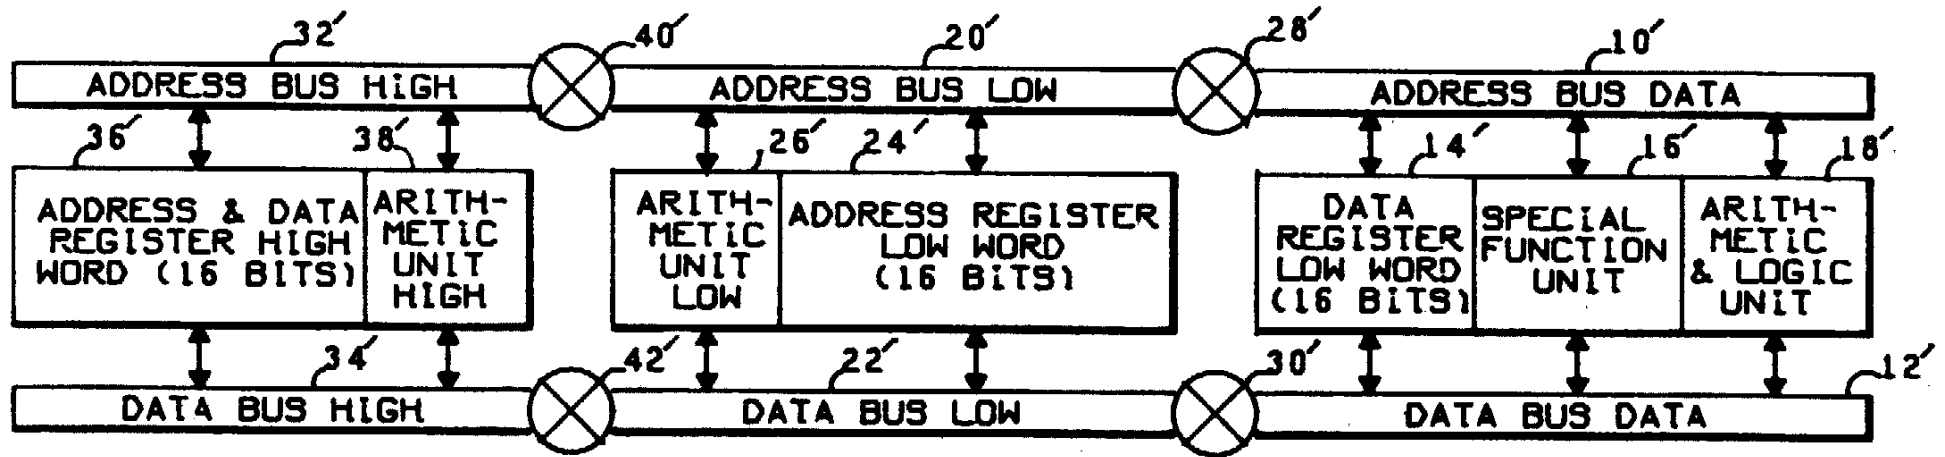 32′ 40′ 20′ 28′ 10′
ADDRESS BUS HIGH ADDRESS BUS LOW ADDRESS BUS DATA
36′ 38′ 26′ 24′ 14′ 16′ 18′
ADDRESS & DATA
REGISTER HIGH
WORD (16 BITS)
ARITH-
METIC
UNIT
HIGH
ARITH-
METIC
UNIT
LOW
ADDRESS REGISTER
LOW WORD
(16 BITS)
DATA
REGISTER
LOW WORD
(16 BITS)
SPECIAL
FUNCTION
UNIT
ARITH-
METIC
& LOGIC
UNIT
34′ 42′ 22′ 30′ 12′
DATA BUS HIGH DATA BUS LOW DATA BUS DATA